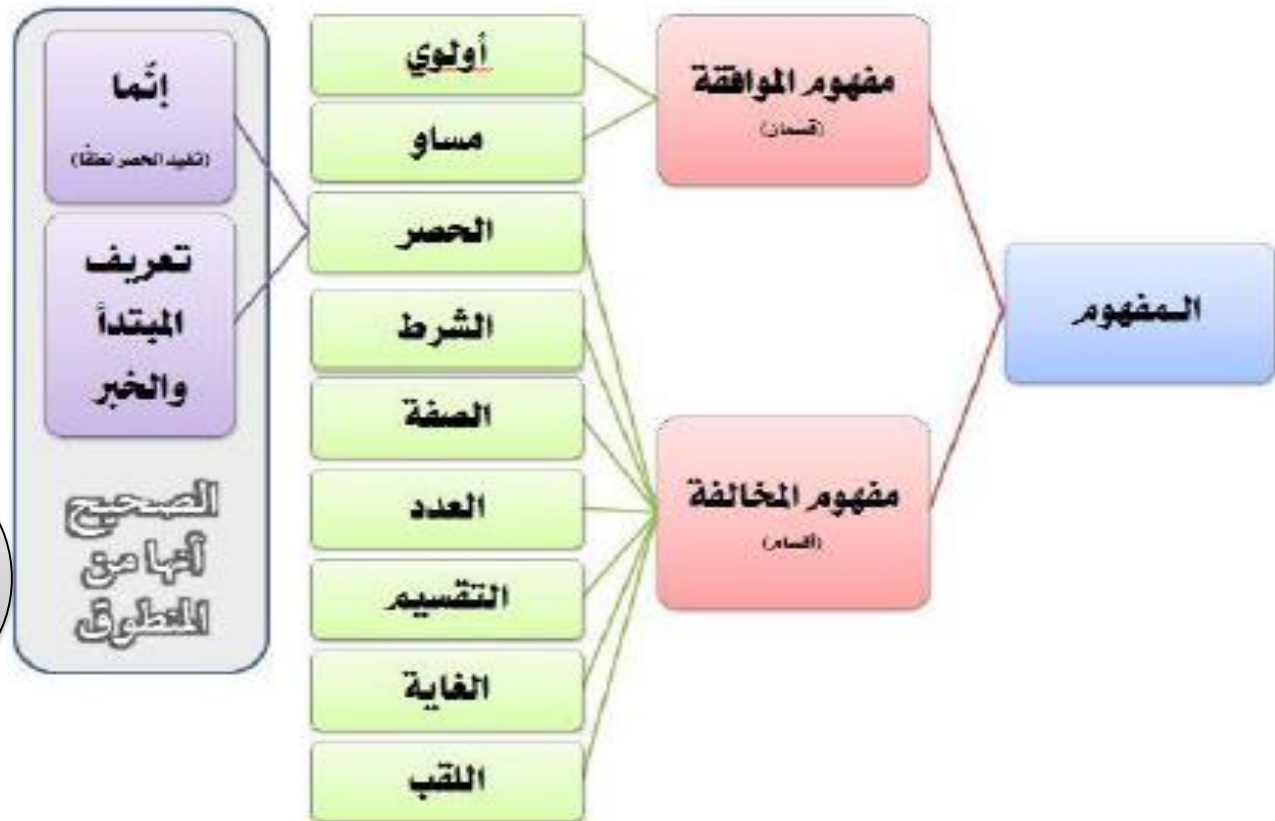 المفهوم
مفهوم الموافقة
(قسمان)
أولوي
مساو
مفهوم المخالفة
(أقسام)
الحصر
الشرط
الصفة
العدد
التقسيم
الغاية
اللقب
إنّما
(تفيد الحصر نطقًا)
تعريف
المبتدأ
والخبر
الصحيح
أنها من
المنطوق